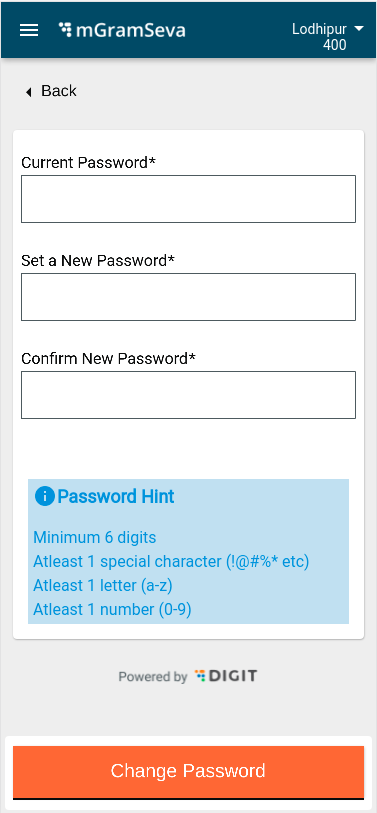 mGramSeva
Lodhipur
400
Back
Current Password*
Set a New Password*
Confirm New Password*
Password Hint
Minimum 6 digits
Atleast 1 special character (!@#%* etc)
Atleast 1 letter (a-z)
Atleast 1 number (0-9)
Powered by DIGIT
Change Password